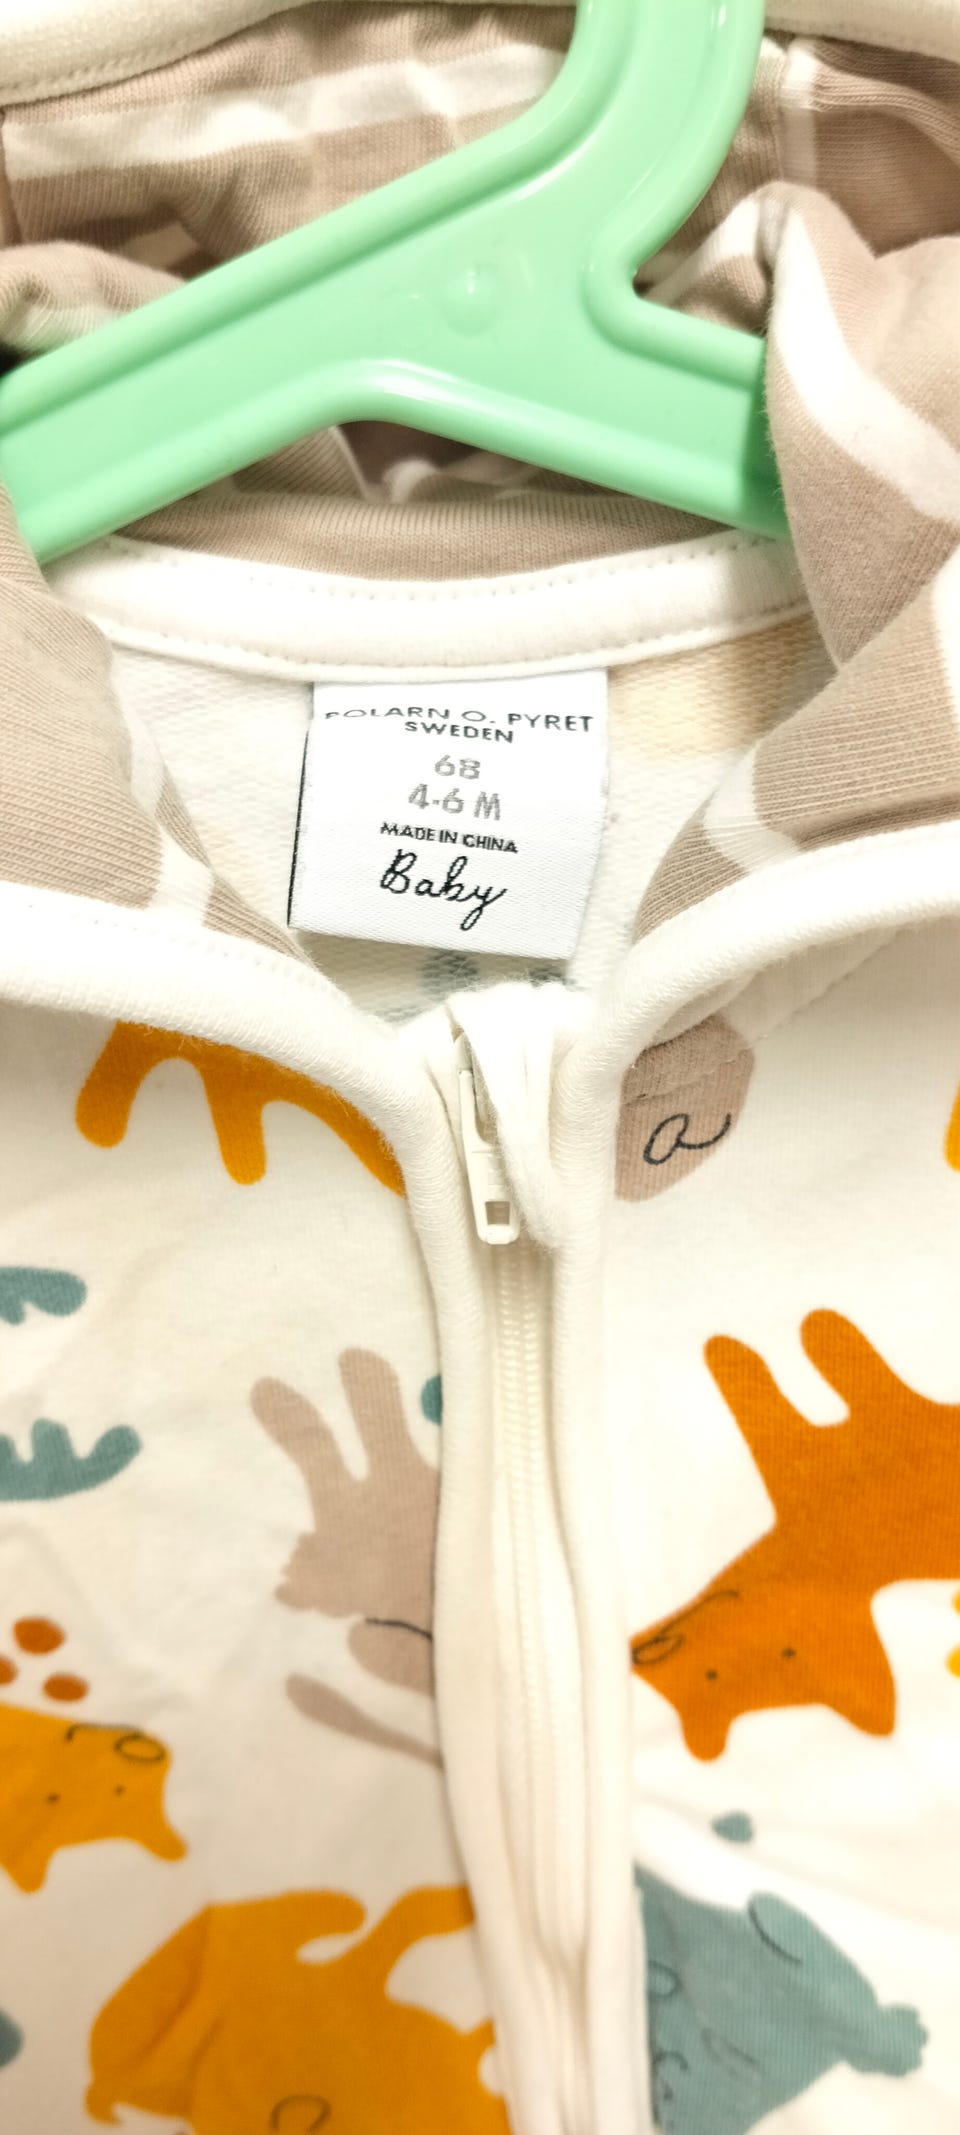 POLARN O. PYRET
SWEDEN
68
4-6 M
MADE IN CHINA
Baby